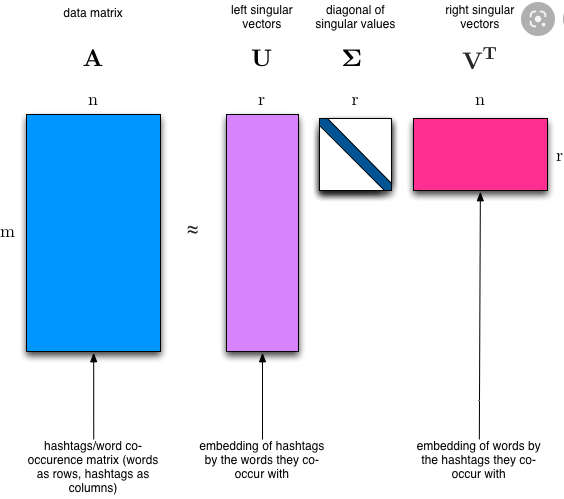 data matrix
left singular
vectors
diagonal of
singular values
right singular
vectors
A
U
Σ
V^T
n
r
r
n
m
≈
r
hashtags/word co-
occurence matrix (words
as rows, hashtags as
columns)
embedding of hashtags
by the words they co-
occur with
embedding of words by
the hashtags they co-
occur with